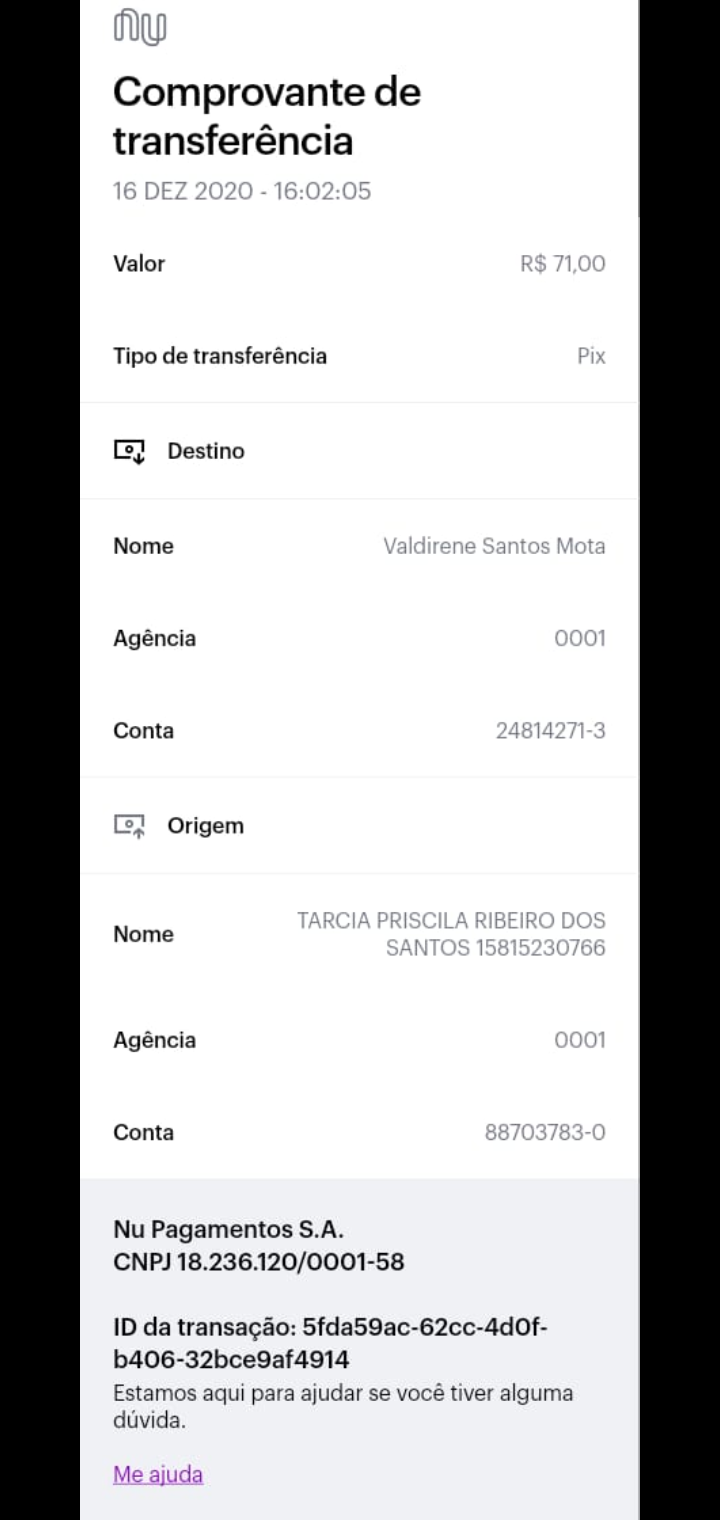 nu
Comprovante de
transferência
16 DEZ 2020 - 16:02:05
Valor R$ 71,00
Tipo de transferência Pix
Destino
Nome Valdirene Santos Mota
Agência 0001
Conta 24814271-3
Origem
Nome TARCIA PRISCILA RIBEIRO DOS
SANTOS 15815230766
Agência 0001
Conta 88703783-0
Nu Pagamentos S.A.
CNPJ 18.236.120/0001-58
ID da transação: 5fda59ac-62cc-4d0f-
b406-32bce9af4914
Estamos aqui para ajudar se você tiver alguma
dúvida.
Me ajuda